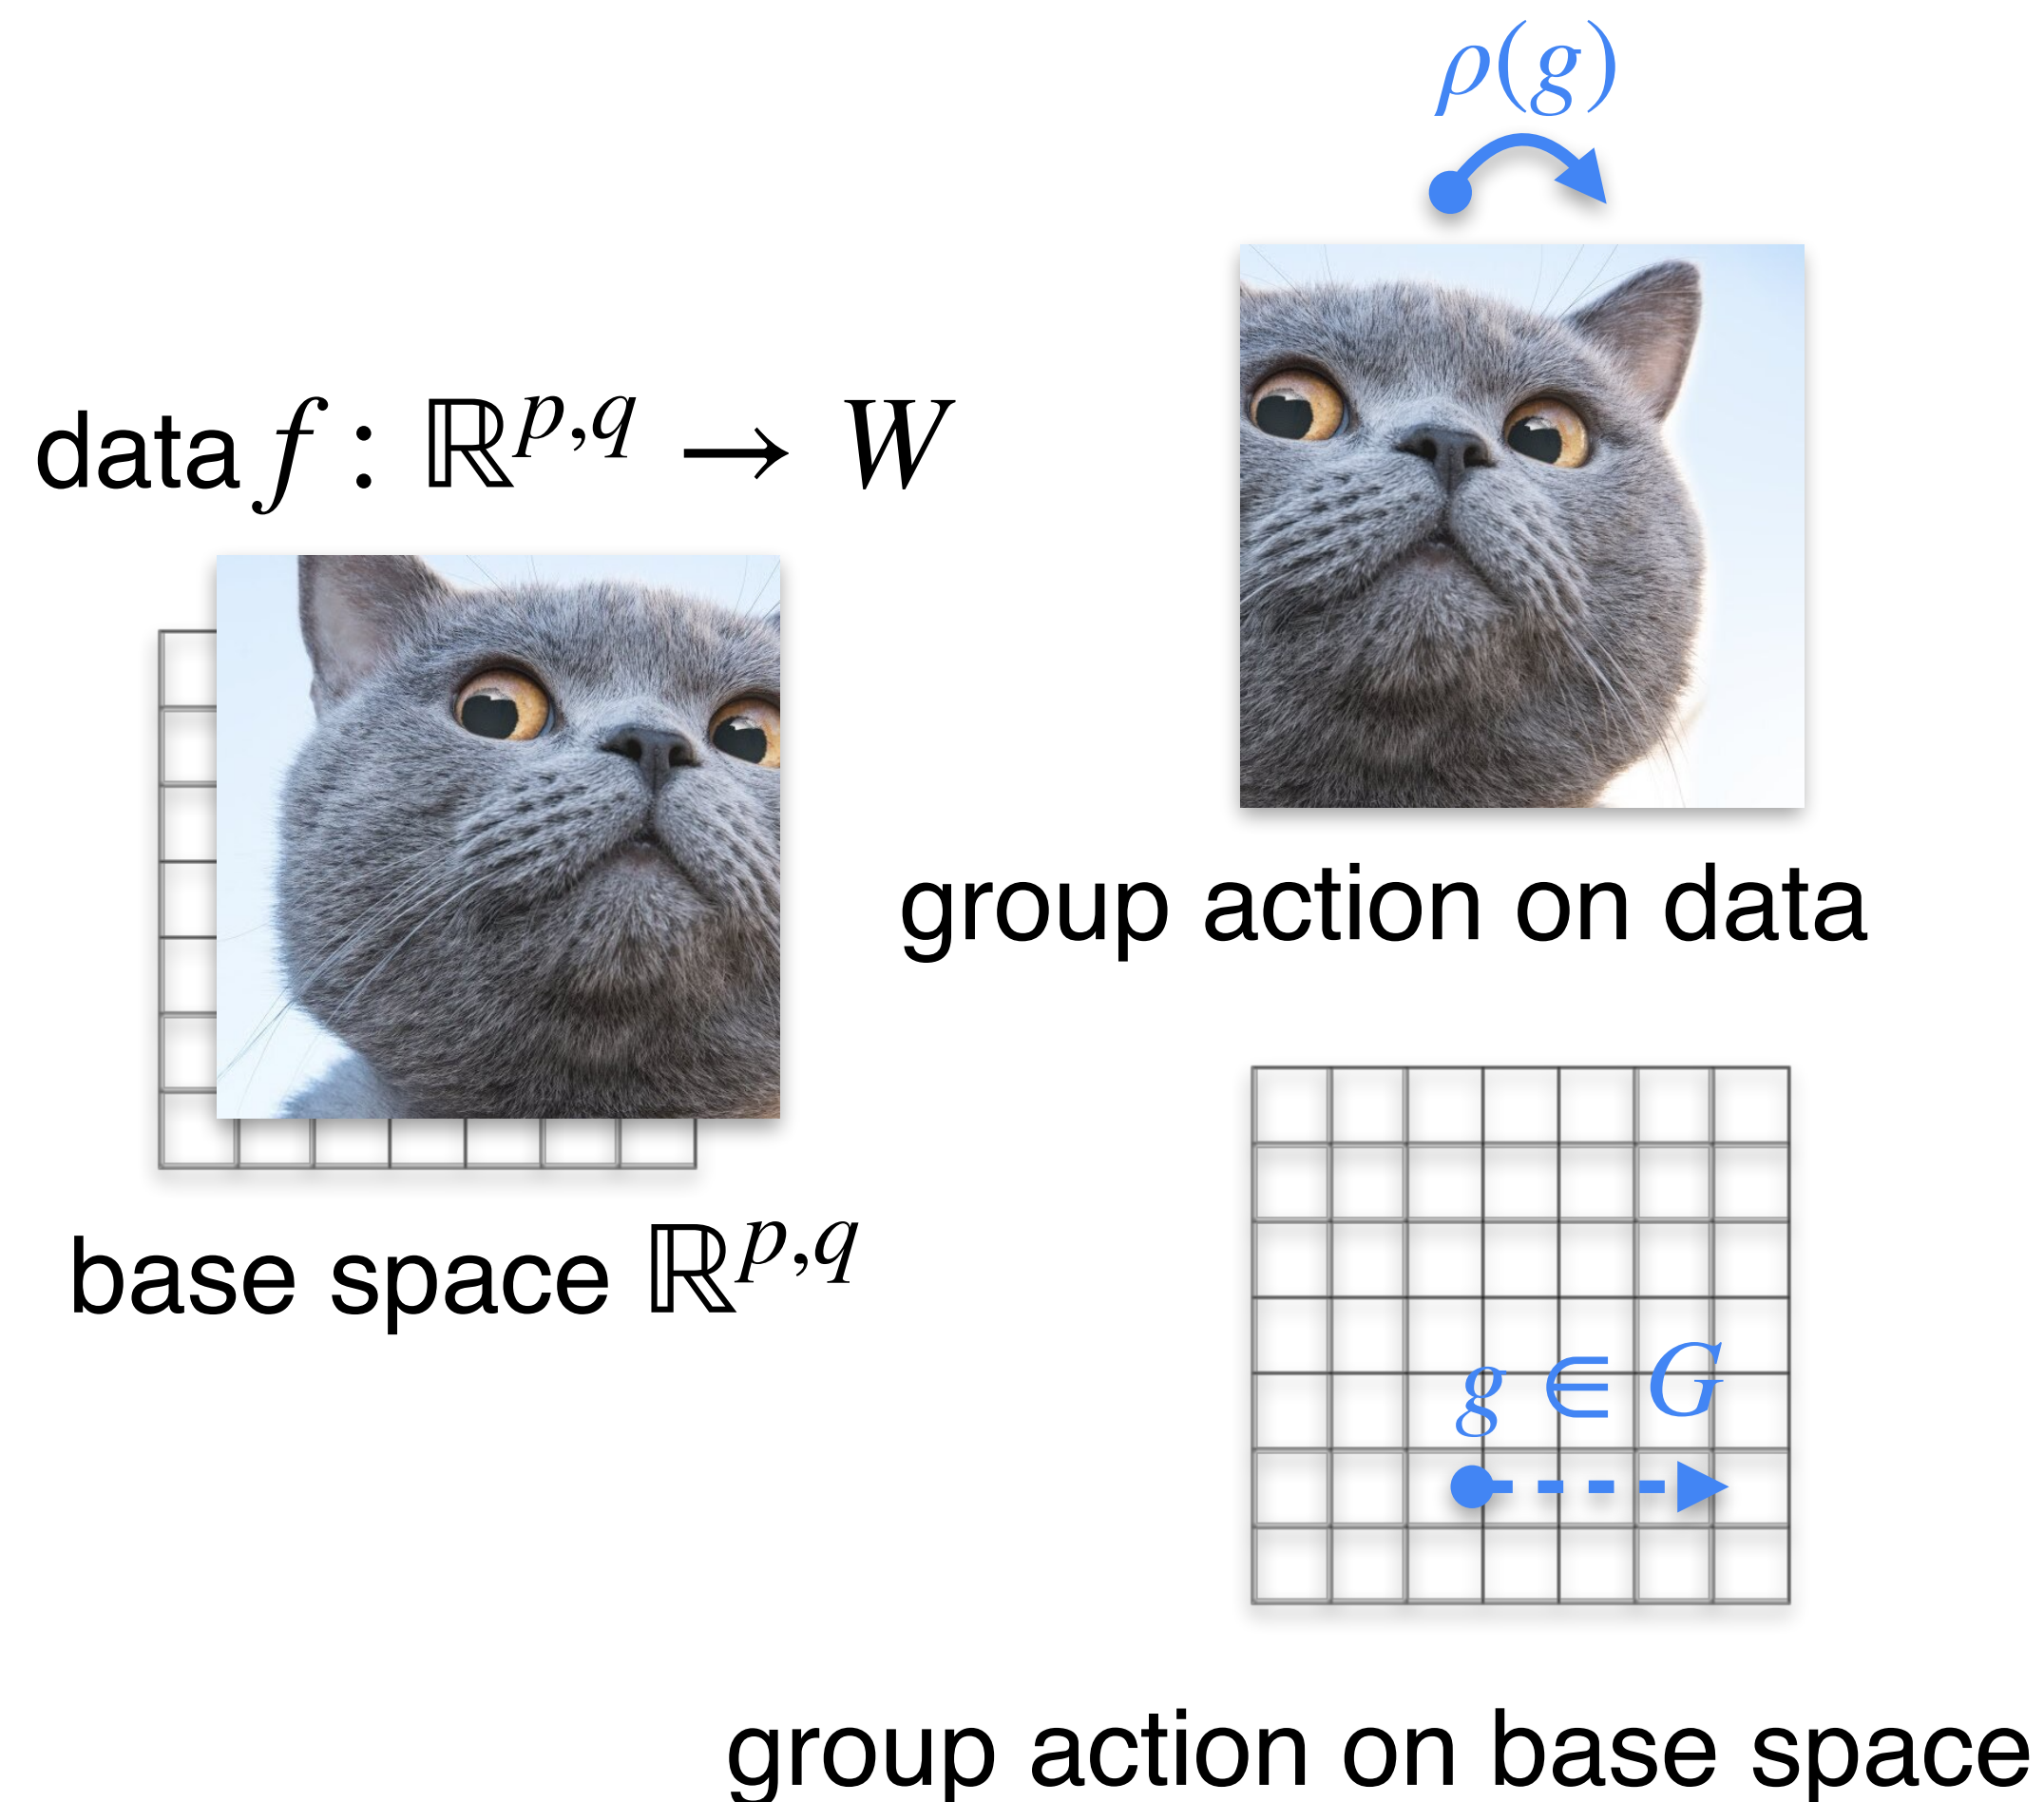 ρ(g)
data f : ℝ^{p,q} → W
group action on data
base space ℝ^{p,q}
g ∈ G
group action on base space